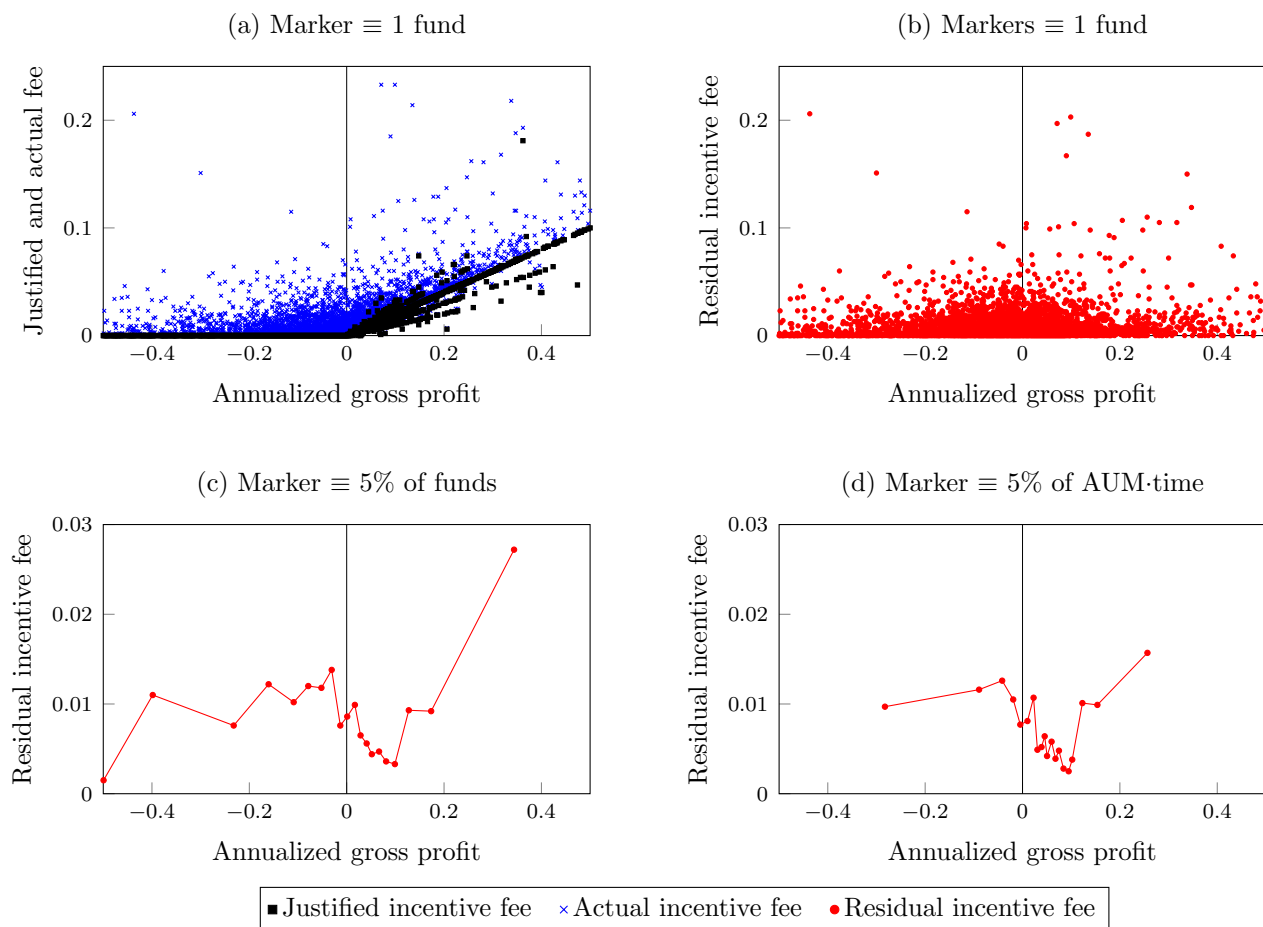 (a) Marker ≡ 1 fund
Justified and actual fee
0.2
0.1
0
−0.4
−0.2
0
0.2
0.4
Annualized gross profit
(b) Markers ≡ 1 fund
Residual incentive fee
0.2
0.1
0
−0.4
−0.2
0
0.2
0.4
Annualized gross profit
(c) Marker ≡ 5% of funds
Residual incentive fee
0.03
0.02
0.01
0
−0.4
−0.2
0
0.2
0.4
Annualized gross profit
(d) Marker ≡ 5% of AUM·time
Residual incentive fee
0.03
0.02
0.01
0
−0.4
−0.2
0
0.2
0.4
Annualized gross profit
Justified incentive fee
Actual incentive fee
Residual incentive fee